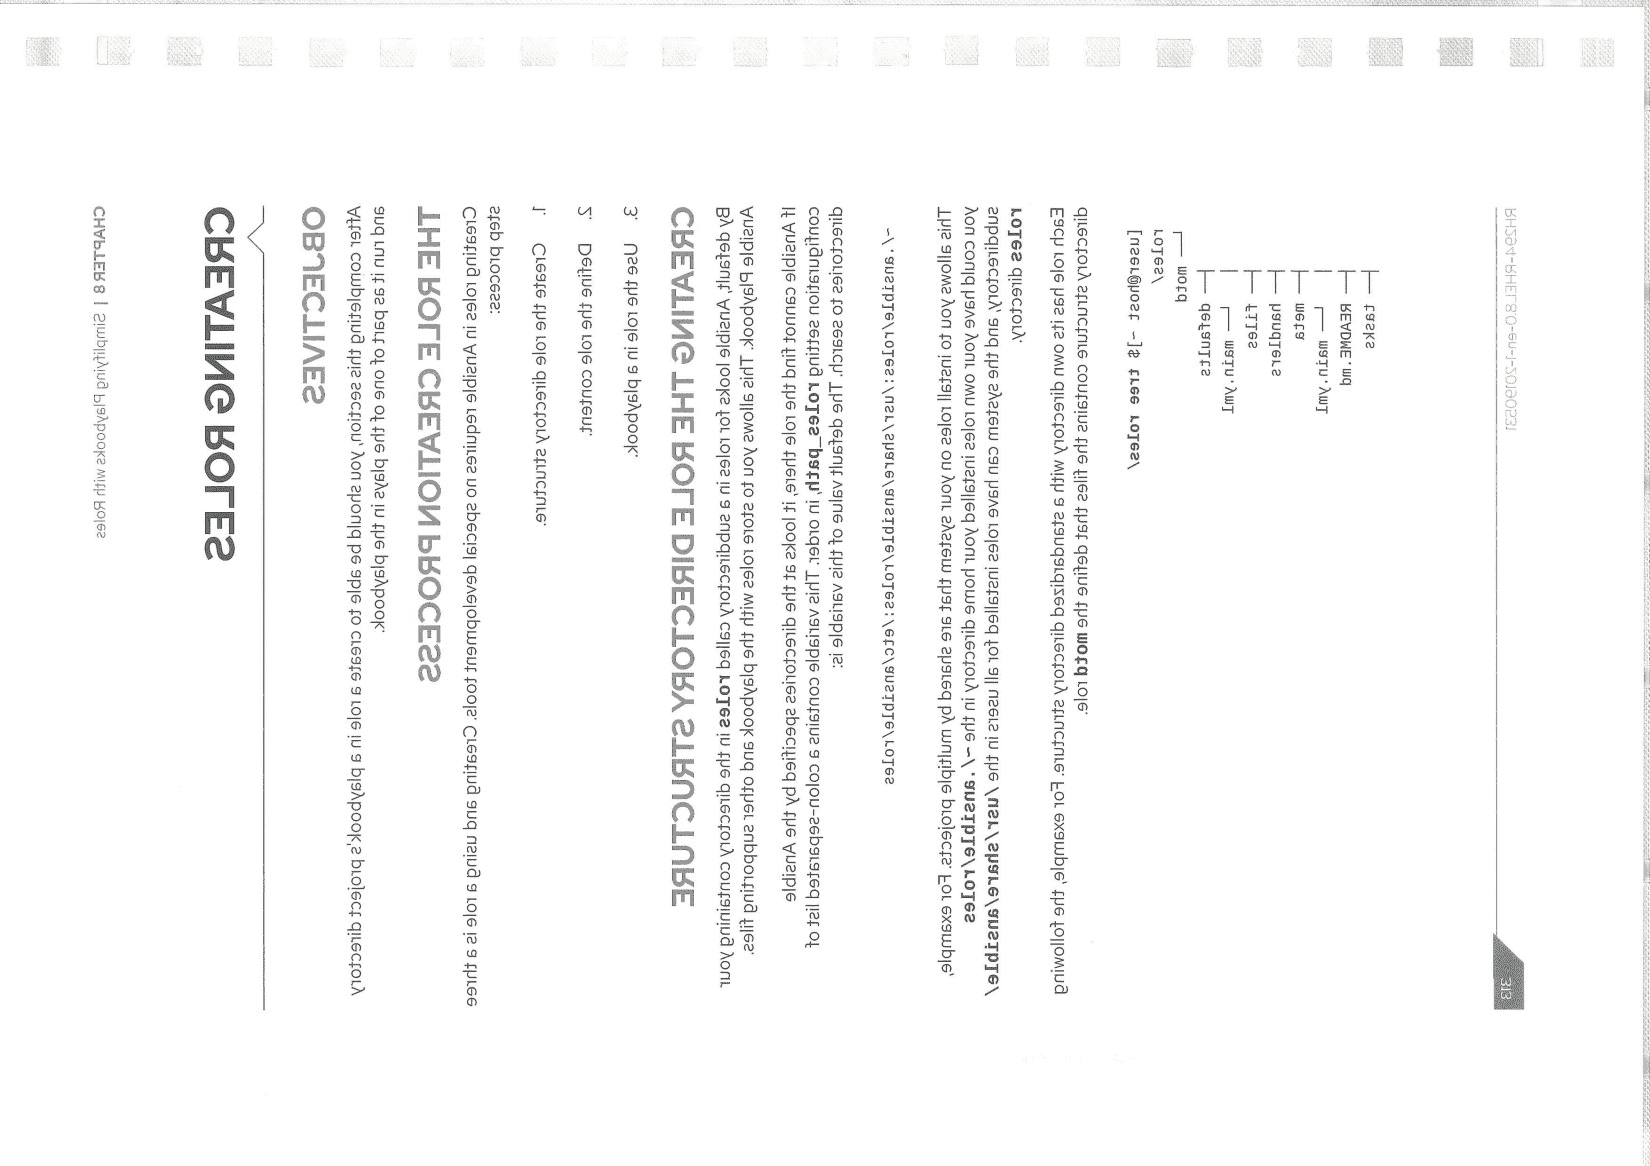 CHAPTER 8 | Simplifying Playbooks with Roles
CREATING ROLES
OBJECTIVES
After completing this section, you should be able to create a role in a playbook's project directory
and run it as part of one of the plays in the playbook.
THE ROLE CREATION PROCESS
Creating roles in Ansible requires no special development tools. Creating and using a role is a three
step process:
1. Create the role directory structure.
2. Define the role content.
3. Use the role in a playbook.
CREATING THE ROLE DIRECTORY STRUCTURE
By default, Ansible looks for roles in a subdirectory called roles in the directory containing your
Ansible Playbook. This allows you to store roles with the playbook and other supporting files.
If Ansible cannot find the role there, it looks at the directories specified by the Ansible
configuration setting roles_path, in order. This variable contains a colon-separated list of
directories to search. The default value of this variable is:
~/.ansible/roles:/usr/share/ansible/roles:/etc/ansible/roles
This allows you to install roles on your system that are shared by multiple projects. For example,
you could have your own roles installed your home directory in the ~/.ansible/roles
subdirectory, and the system can have roles installed for all users in the /usr/share/ansible/
roles directory.
Each role has its own directory with a standardized directory structure. For example, the following
directory structure contains the files that define the motd role.
[user@host ~]$ tree roles/
roles/
└── motd
    ├── defaults
    │   └── main.yml
    ├── files
    ├── handlers
    ├── meta
    │   └── main.yml
    ├── README.md
    ├── tasks
RH294-RHEL8.0-en-1-20190531
313